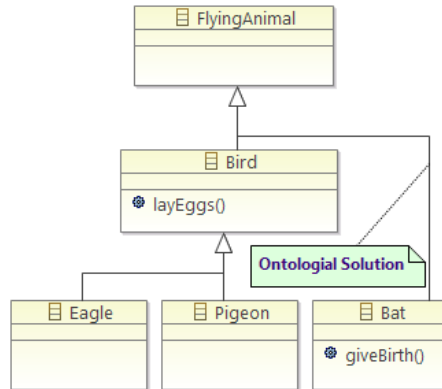 FlyingAnimal
Bird
layEggs()
Ontologial Solution
Eagle
Pigeon
Bat
giveBirth()